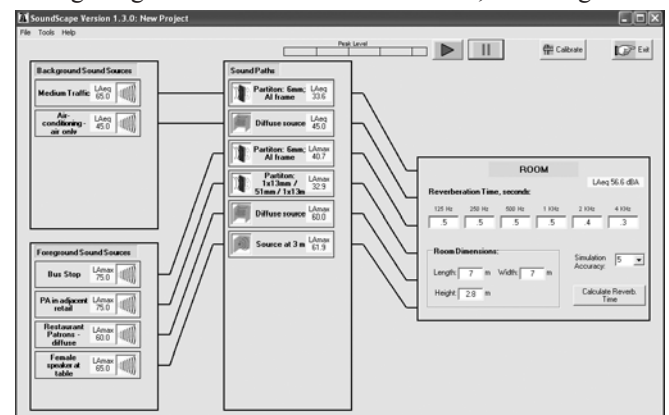 SoundScape Version 1.3.0: New Project
File Tools Help
Peak Level
Calibrate
Exit
Background Sound Sources
Medium Traffic LAeq 65.0
Air-conditioning - air only LAeq 45.0
Foreground Sound Sources
Bus Stop LAmax 75.0
PA in adjacent retail LAmax 75.0
Restaurant Patrons - diffuse LAmax 60.0
Female speaker at table LAmax 65.0
Sound Paths
Partiton: 6mm; Al frame LAeq 33.6
Diffuse source LAeq 45.0
Partiton: 6mm; Al frame LAmax 40.7
Partiton: 1x13mm / 51mm / 1x13m LAmax 32.9
Diffuse source LAmax 60.0
Source at 3 m LAmax 61.9
ROOM
LAeq 56.6 dBA
Reverberation Time, seconds:
125 Hz 250 Hz 500 Hz 1 KHz 2 KHz 4 KHz
.5 .5 .5 .5 .4 .3
Room Dimensions:
Length: 7 m Width: 7 m
Height: 2.8 m
Simulation Accuracy: 5
Calculate Reverb. Time